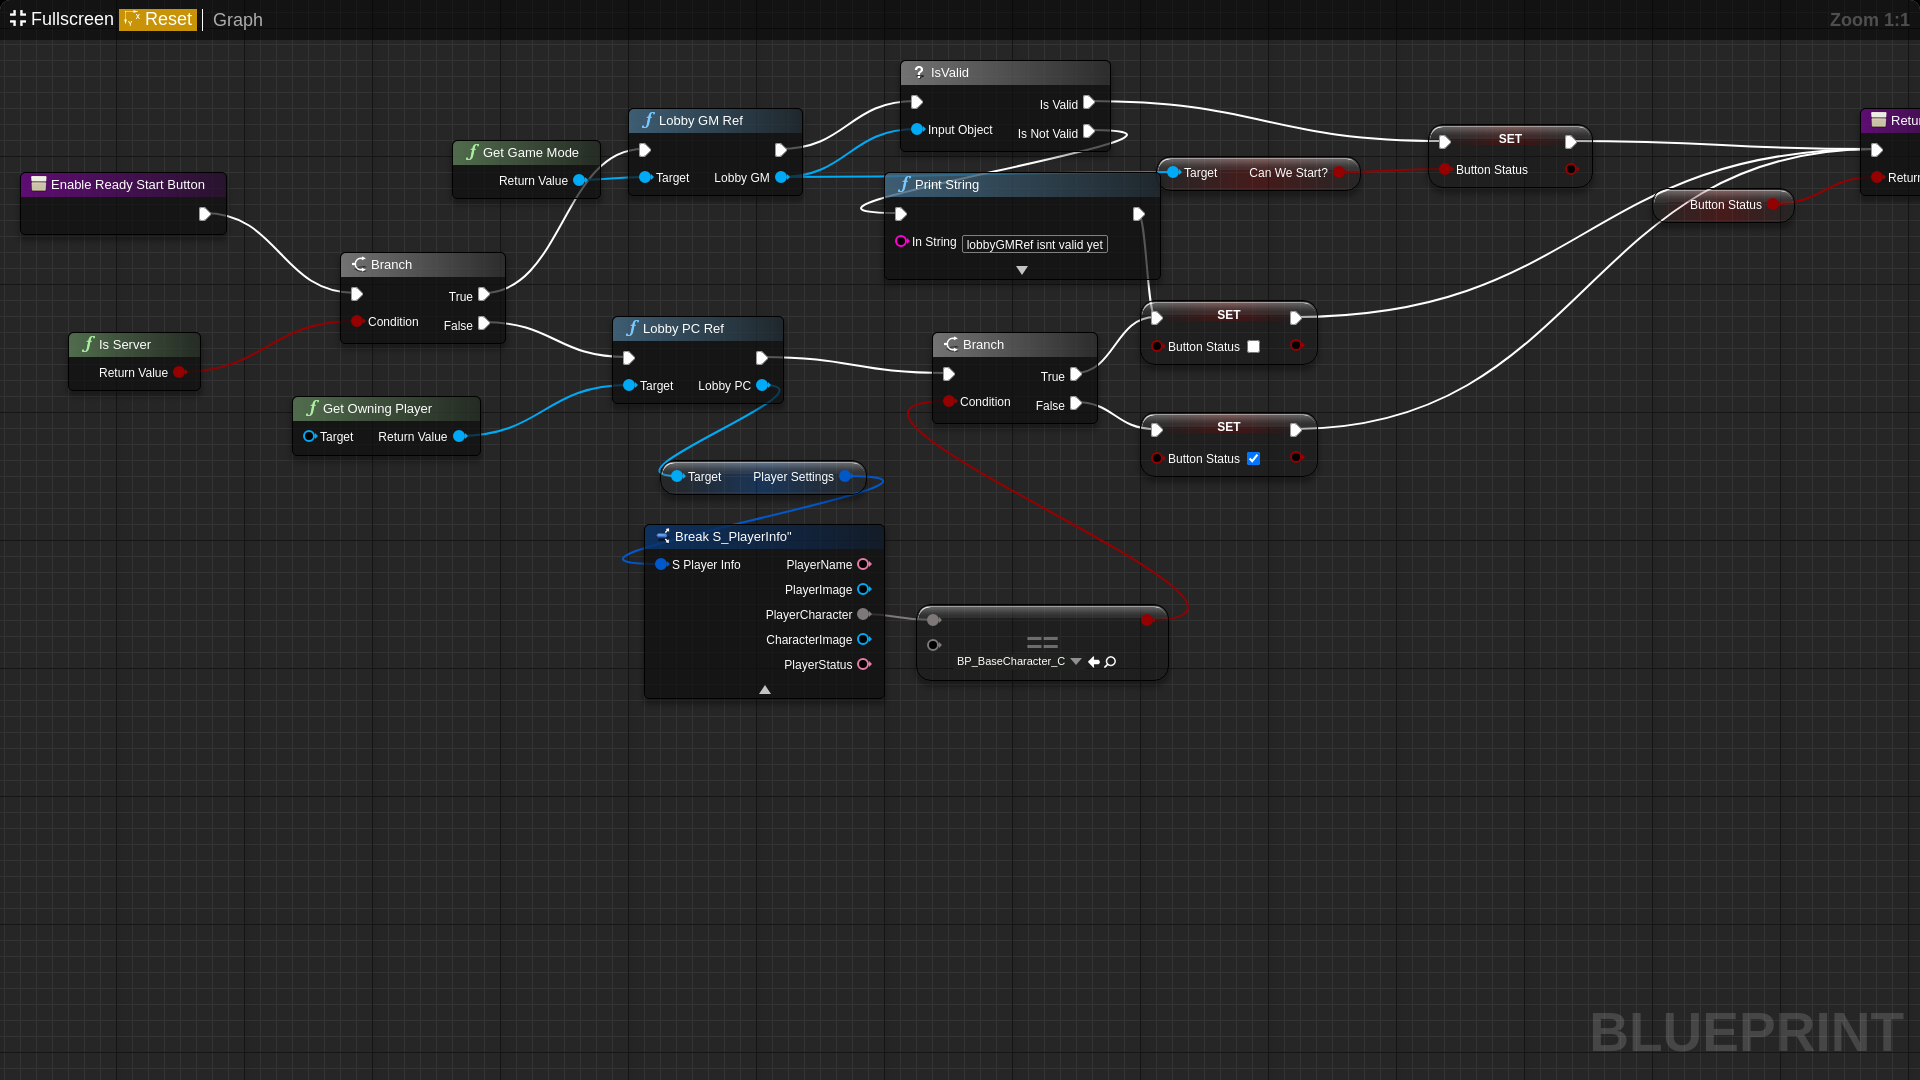 Fullscreen Reset Graph Zoom 1:1
? IsValid
Is Valid
Input Object
Is Not Valid
Lobby GM Ref
Target Lobby GM
Get Game Mode
Return Value
Enable Ready Start Button
Print String
In String lobbyGMRef isnt valid yet
Target Can We Start?
SET
Button Status
Button Status
Retur
Retur
Branch
True
Condition
False
Is Server
Return Value
Get Owning Player
Target Return Value
Lobby PC Ref
Target Lobby PC
Branch
True
Condition
False
SET
Button Status
SET
Button Status
Target Player Settings
Break S_PlayerInfo"
S Player Info PlayerName
PlayerImage
PlayerCharacter
CharacterImage
PlayerStatus
==
BP_BaseCharacter_C
BLUEPRINT